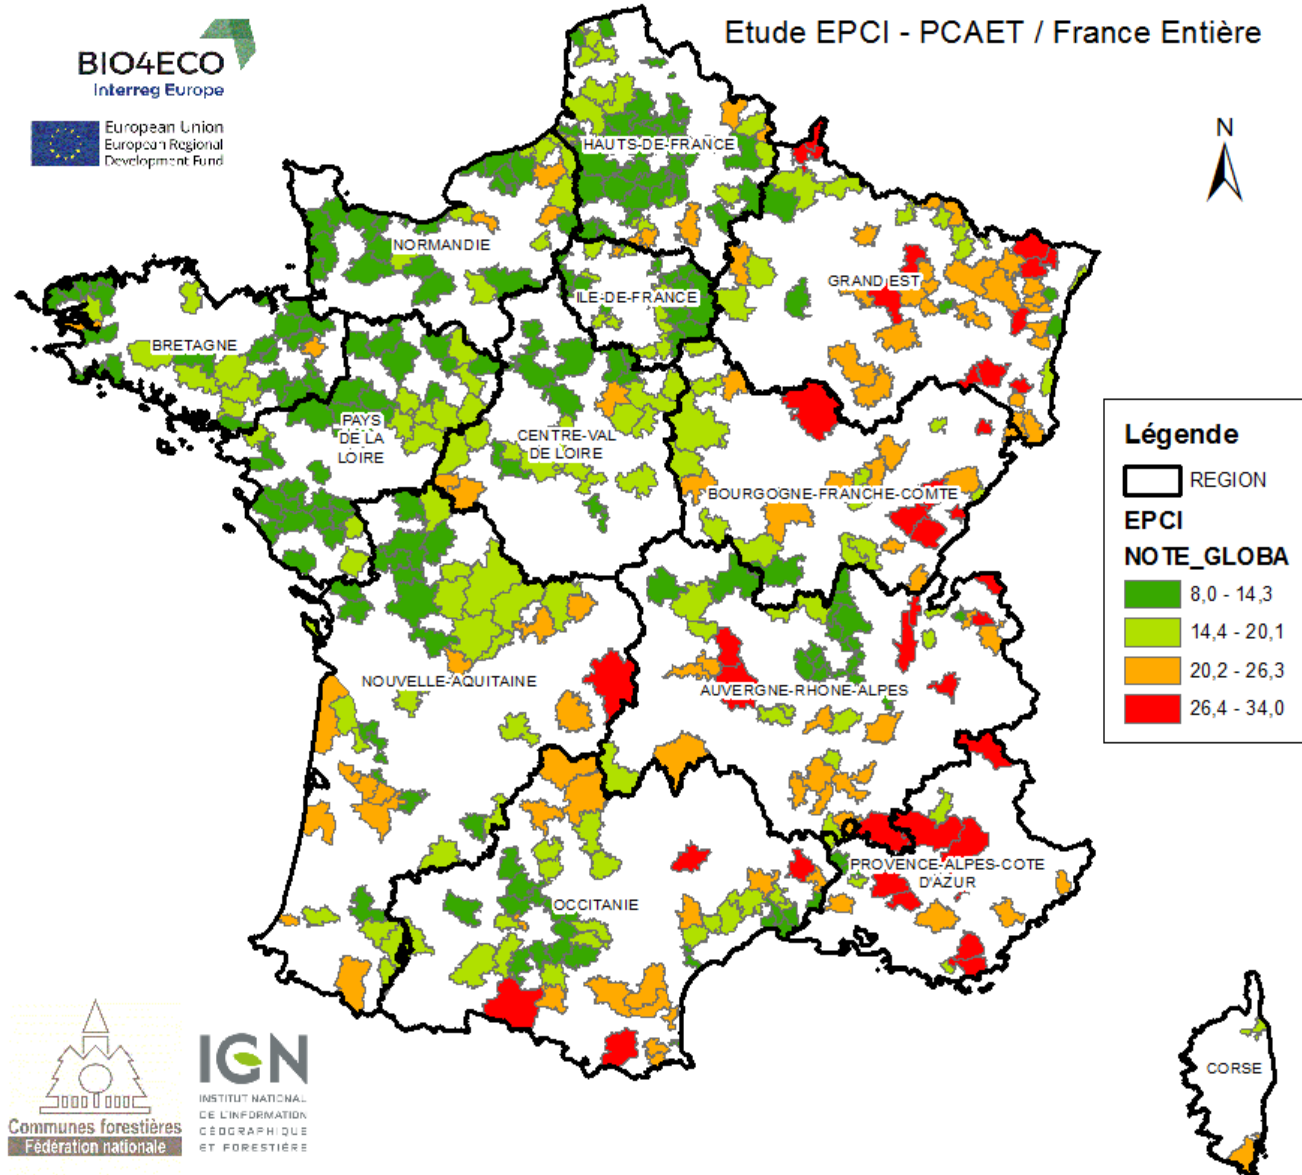 Etude EPCI - PCAET / France Entière
BIO4ECO
Interreg Europe
European Union
European Regional
Development Fund
N
HAUTS-DE-FRANCE
NORMANDIE
ILE-DE-FRANCE
GRAND EST
BRETAGNE
PAYS
DE LA
LOIRE
CENTRE-VAL
DE LOIRE
BOURGOGNE-FRANCHE-COMTE
NOUVELLE-AQUITAINE
AUVERGNE-RHONE-ALPES
PROVENCE-ALPES-COTE
D'AZUR
OCCITANIE
CORSE
Légende
REGION
EPCI
NOTE_GLOBA
8,0 - 14,3
14,4 - 20,1
20,2 - 26,3
26,4 - 34,0
Communes forestières
Fédération nationale
IGN
INSTITUT NATIONAL
DE L'INFORMATION
GÉOGRAPHIQUE
ET FORESTIÈRE